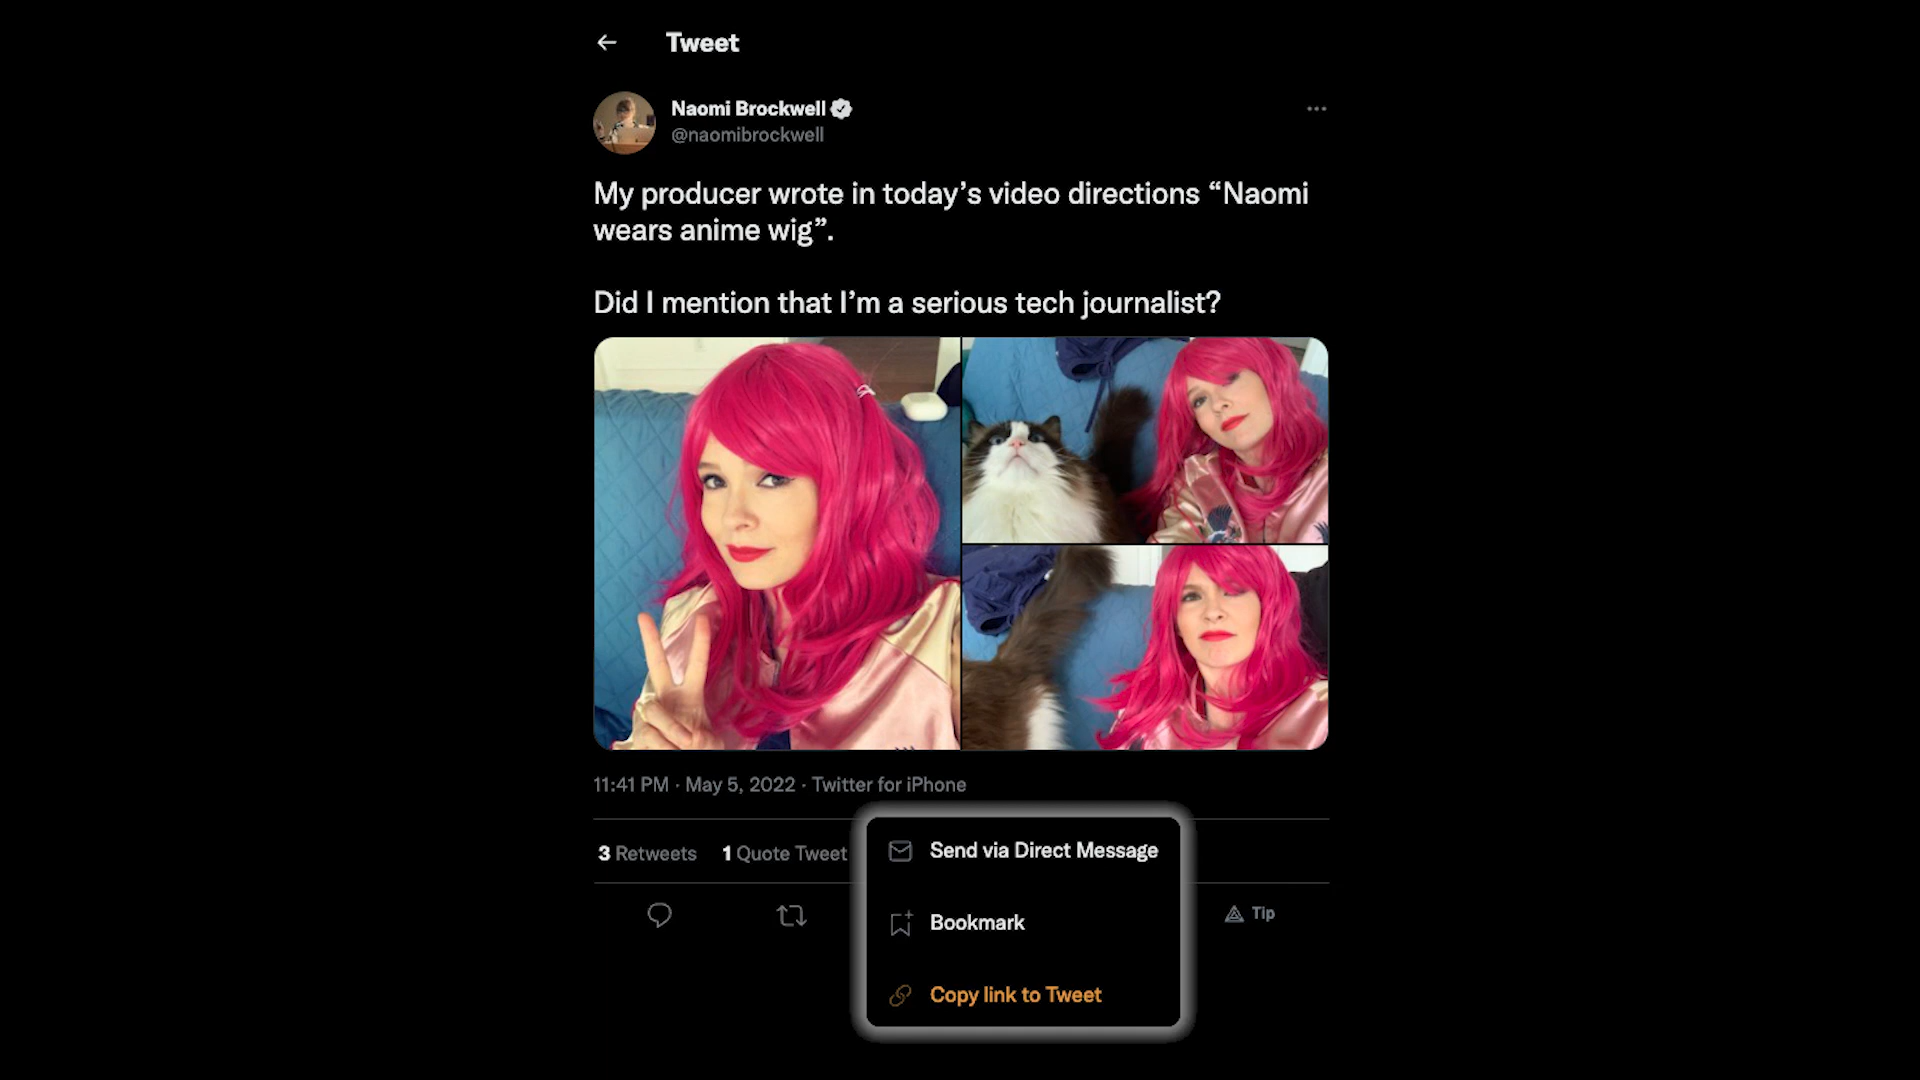 Tweet
Naomi Brockwell
@naomibrockwell
My producer wrote in today’s video directions “Naomi
wears anime wig”.
Did I mention that I’m a serious tech journalist?
11:41 PM · May 5, 2022 · Twitter for iPhone
3 Retweets 1 Quote Tweet
Send via Direct Message
Bookmark
Copy link to Tweet
Tip